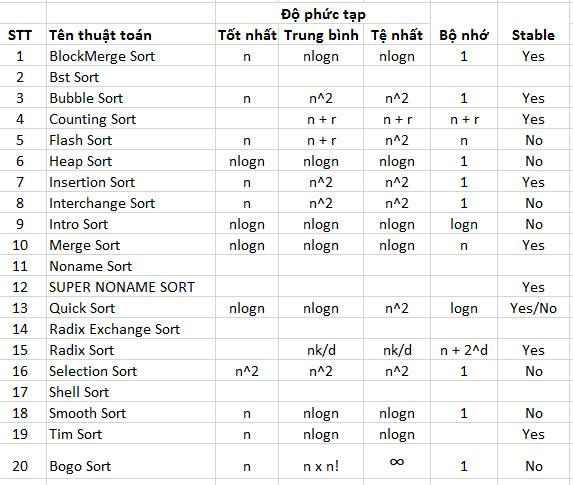 Độ phức tạp
STT Tên thuật toán Tốt nhất Trung bình Tệ nhất Bộ nhớ Stable
1 BlockMerge Sort n nlogn nlogn 1 Yes
2 Bst Sort
3 Bubble Sort n n^2 n^2 1 Yes
4 Counting Sort n + r n + r n + r Yes
5 Flash Sort n n + r n^2 n No
6 Heap Sort nlogn nlogn nlogn 1 No
7 Insertion Sort n n^2 n^2 1 Yes
8 Interchange Sort n n^2 n^2 1 No
9 Intro Sort nlogn nlogn nlogn logn No
10 Merge Sort nlogn nlogn nlogn n Yes
11 Noname Sort
12 SUPER NONAME SORT Yes
13 Quick Sort nlogn nlogn n^2 logn Yes/No
14 Radix Exchange Sort
15 Radix Sort nk/d nk/d n + 2^d Yes
16 Selection Sort n^2 n^2 n^2 1 No
17 Shell Sort
18 Smooth Sort n nlogn nlogn 1 No
19 Tim Sort n nlogn nlogn Yes
20 Bogo Sort n n x n! ∞ 1 No